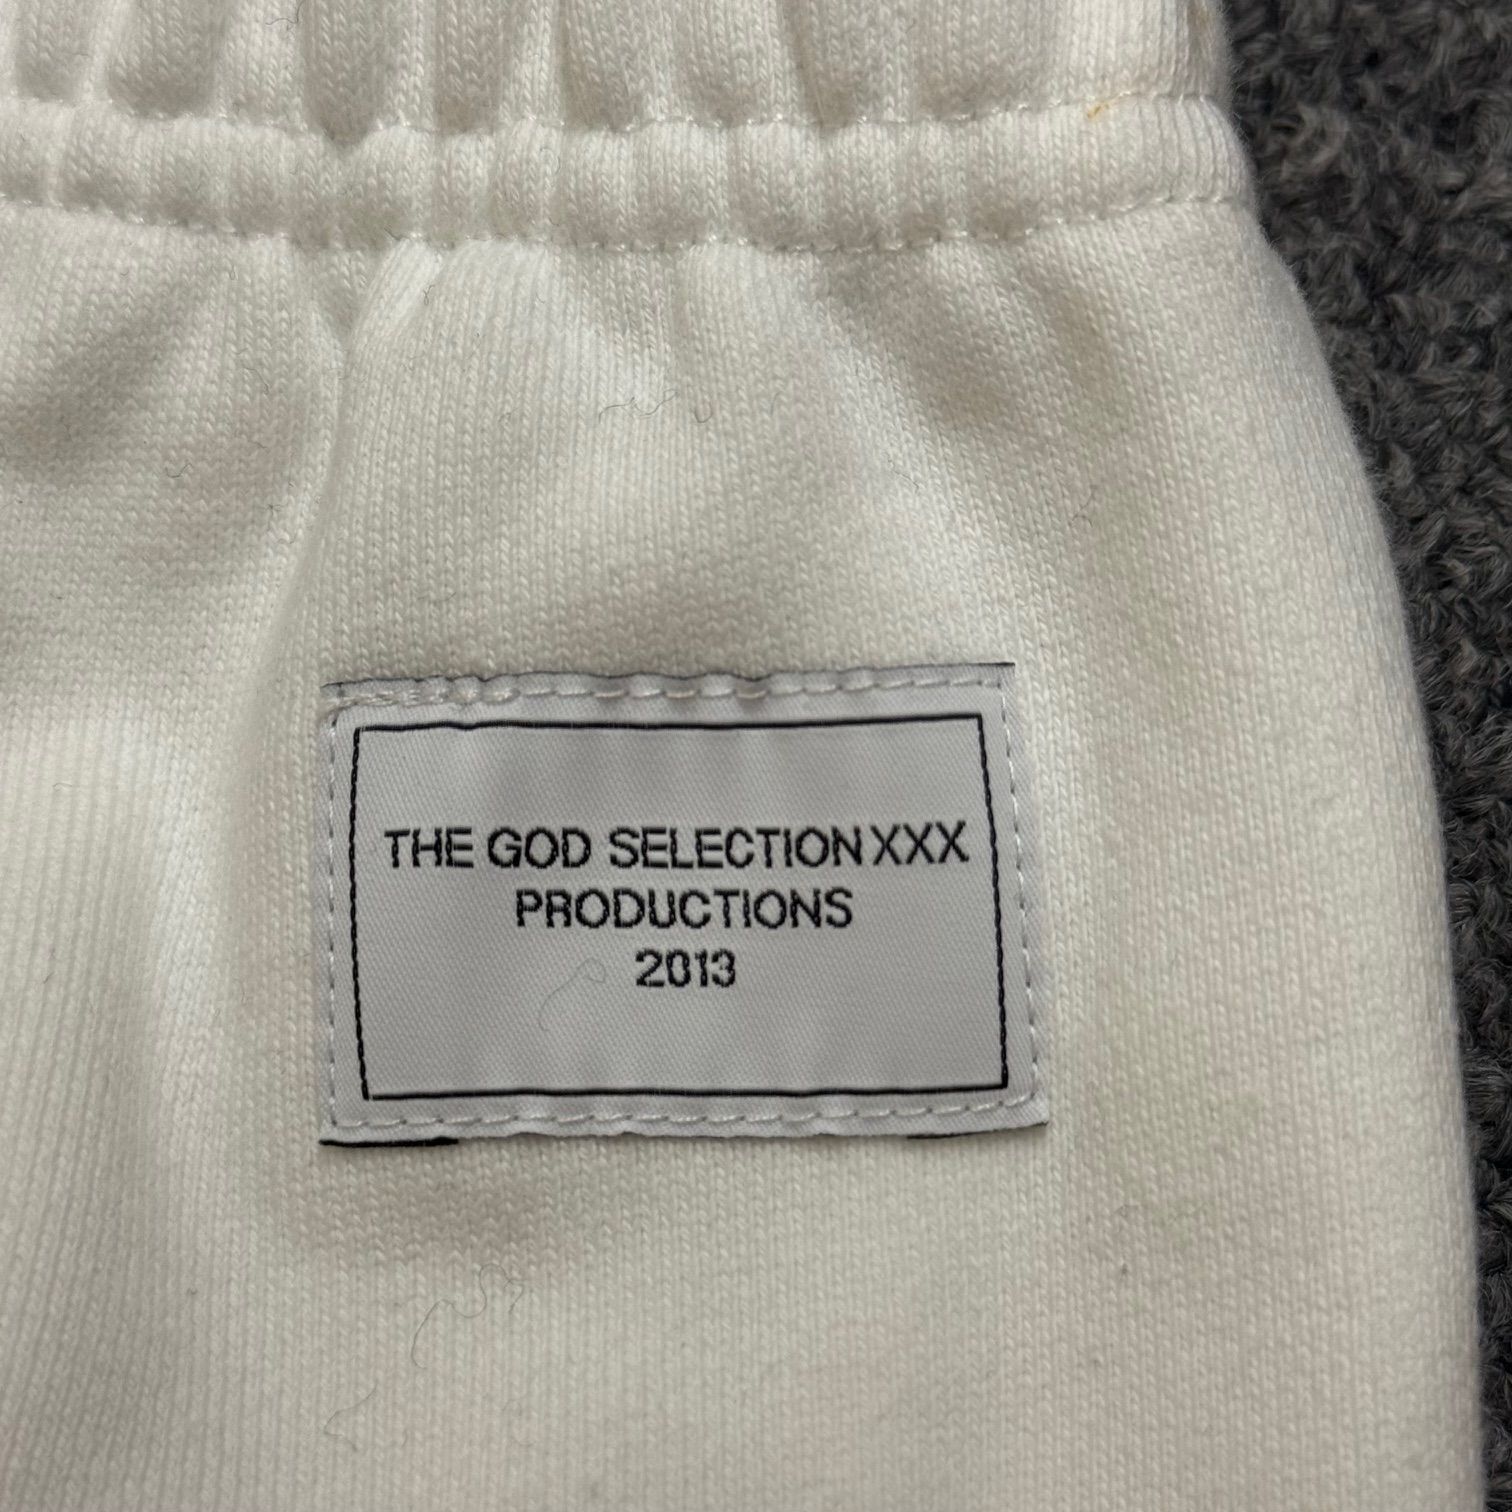 THE GOD SELECTION XXX
PRODUCTIONS
2013